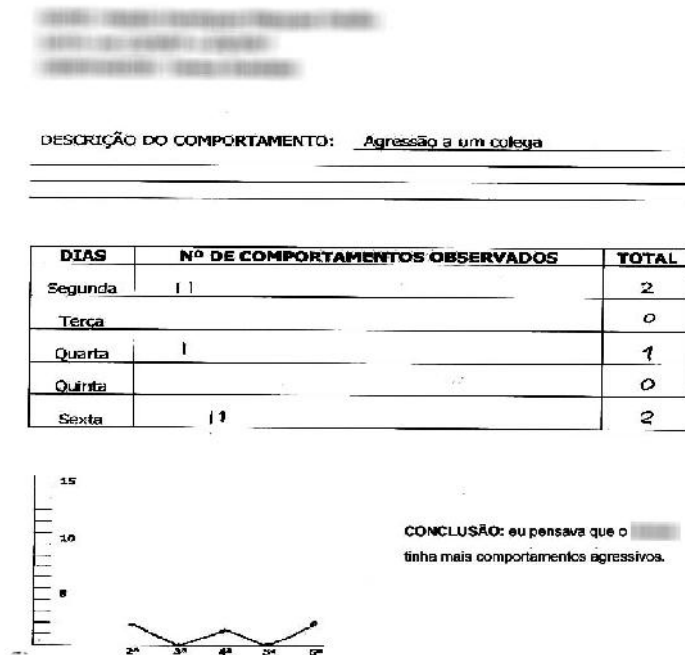 DESCRIÇÃO DO COMPORTAMENTO: Agressão a um colega
DIAS Nº DE COMPORTAMENTOS OBSERVADOS TOTAL
Segunda || 2
Terça 0
Quarta | 1
Quinta 0
Sexta || 2
15
10
5
2ª 3ª 4ª 5ª 6ª
CONCLUSÃO: eu pensava que o
tinha mais comportamentos agressivos.